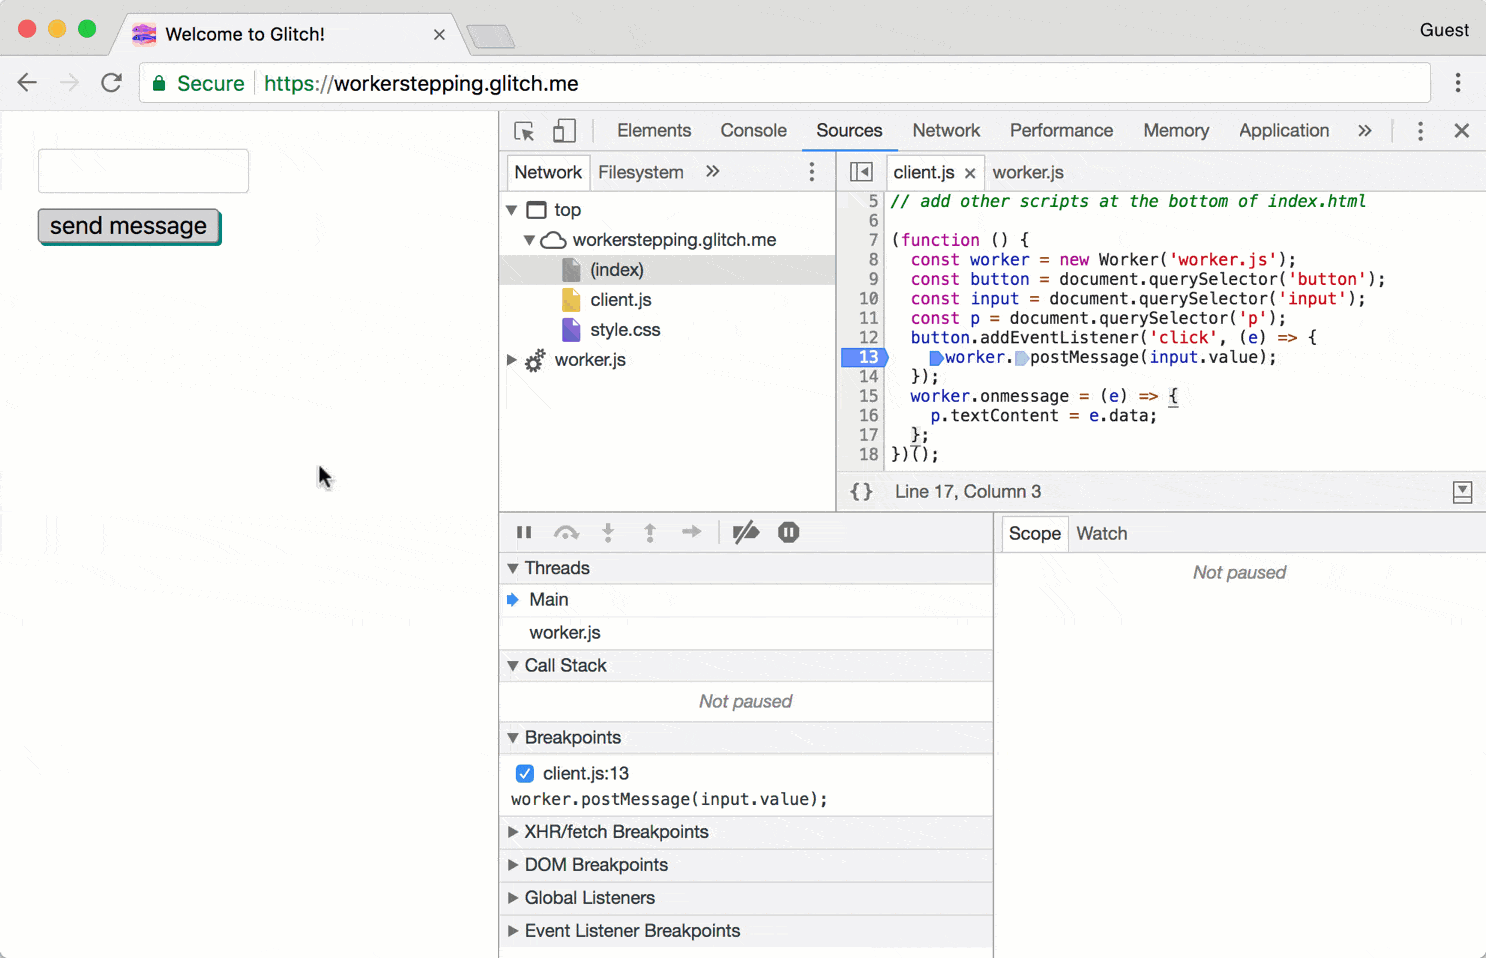 Welcome to Glitch!
Guest
Secure https://workerstepping.glitch.me
send message
Elements Console Sources Network Performance Memory Application »
Network Filesystem »
top
workerstepping.glitch.me
(index)
client.js
style.css
worker.js
client.js × worker.js
5 // add other scripts at the bottom of index.html
6
7 (function () {
8 const worker = new Worker('worker.js');
9 const button = document.querySelector('button');
10 const input = document.querySelector('input');
11 const p = document.querySelector('p');
12 button.addEventListener('click', (e) => {
13 worker.postMessage(input.value);
14 });
15 worker.onmessage = (e) => {
16 p.textContent = e.data;
17 };
18 })();
{} Line 17, Column 3
Threads
Main
worker.js
Call Stack
Not paused
Breakpoints
client.js:13
worker.postMessage(input.value);
XHR/fetch Breakpoints
DOM Breakpoints
Global Listeners
Event Listener Breakpoints
Scope Watch
Not paused